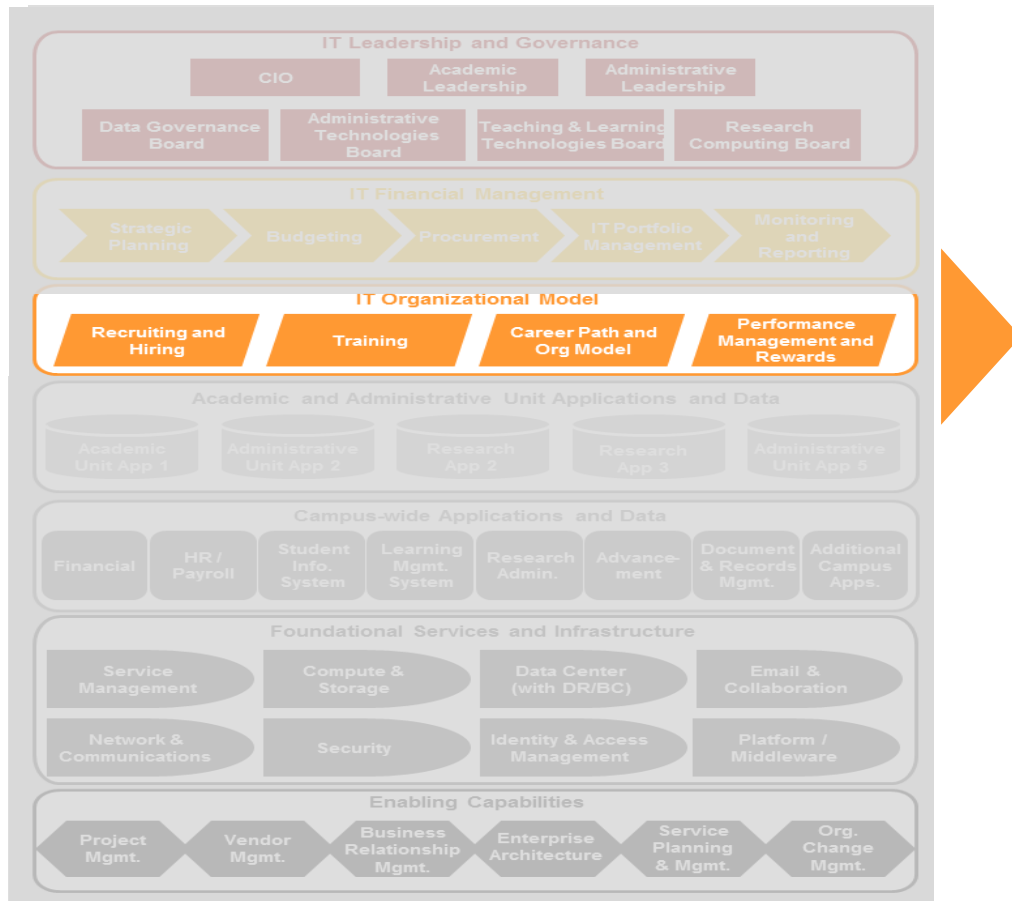 IT Leadership and Governance
CIO
Academic
Leadership
Administrative
Leadership
Data Governance
Board
Administrative
Technologies
Board
Teaching & Learning
Technologies Board
Research
Computing Board
IT Financial Management
Strategic
Planning
Budgeting
Procurement
IT Portfolio
Management
Monitoring
and
Reporting
IT Organizational Model
Recruiting and
Hiring
Training
Career Path and
Org Model
Performance
Management and
Rewards
Academic and Administrative Unit Applications and Data
Academic
Unit App 1
Administrative
Unit App 2
Research
App 2
Research
App 3
Administrative
Unit App 5
Campus-wide Applications and Data
Financial
HR /
Payroll
Student
Info.
System
Learning
Mgmt.
System
Research
Admin.
Advance-
ment
Document
& Records
Mgmt.
Additional
Campus
Apps.
Foundational Services and Infrastructure
Service
Management
Compute &
Storage
Data Center
(with DR/BC)
Email &
Collaboration
Network &
Communications
Security
Identity & Access
Management
Platform /
Middleware
Enabling Capabilities
Project
Mgmt.
Vendor
Mgmt.
Business
Relationship
Mgmt.
Enterprise
Architecture
Service
Planning
& Mgmt.
Org.
Change
Mgmt.